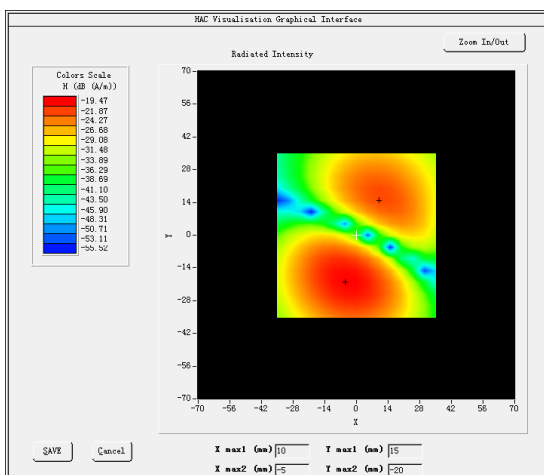 HAC Visualisation Graphical Interface
Zoom In/Out
Radiated Intensity
Colors Scale
H (dB (A/m))
-19.47
-21.87
-24.27
-26.68
-29.08
-31.48
-33.89
-36.29
-38.69
-41.10
-43.50
-45.90
-48.31
-50.71
-53.11
-55.52
70
56
42
28
14
0
-14
-28
-42
-56
-70
Y
-70 -56 -42 -28 -14 0 14 28 42 56 70
X
SAVE Cancel
X max1 (mm) 10 Y max1 (mm) 15
X max2 (mm) -5 Y max2 (mm) -20